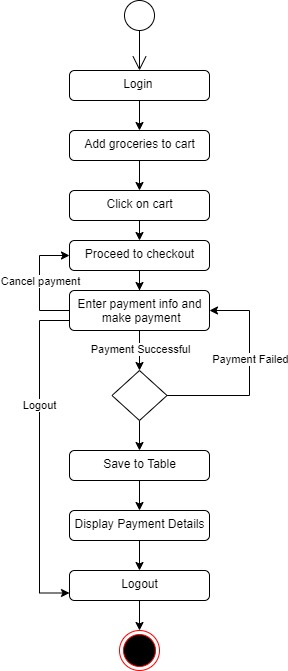 Login
Add groceries to cart
Click on cart
Proceed to checkout
Cancel payment
Enter payment info and
make payment
Payment Successful
Payment Failed
Logout
Save to Table
Display Payment Details
Logout